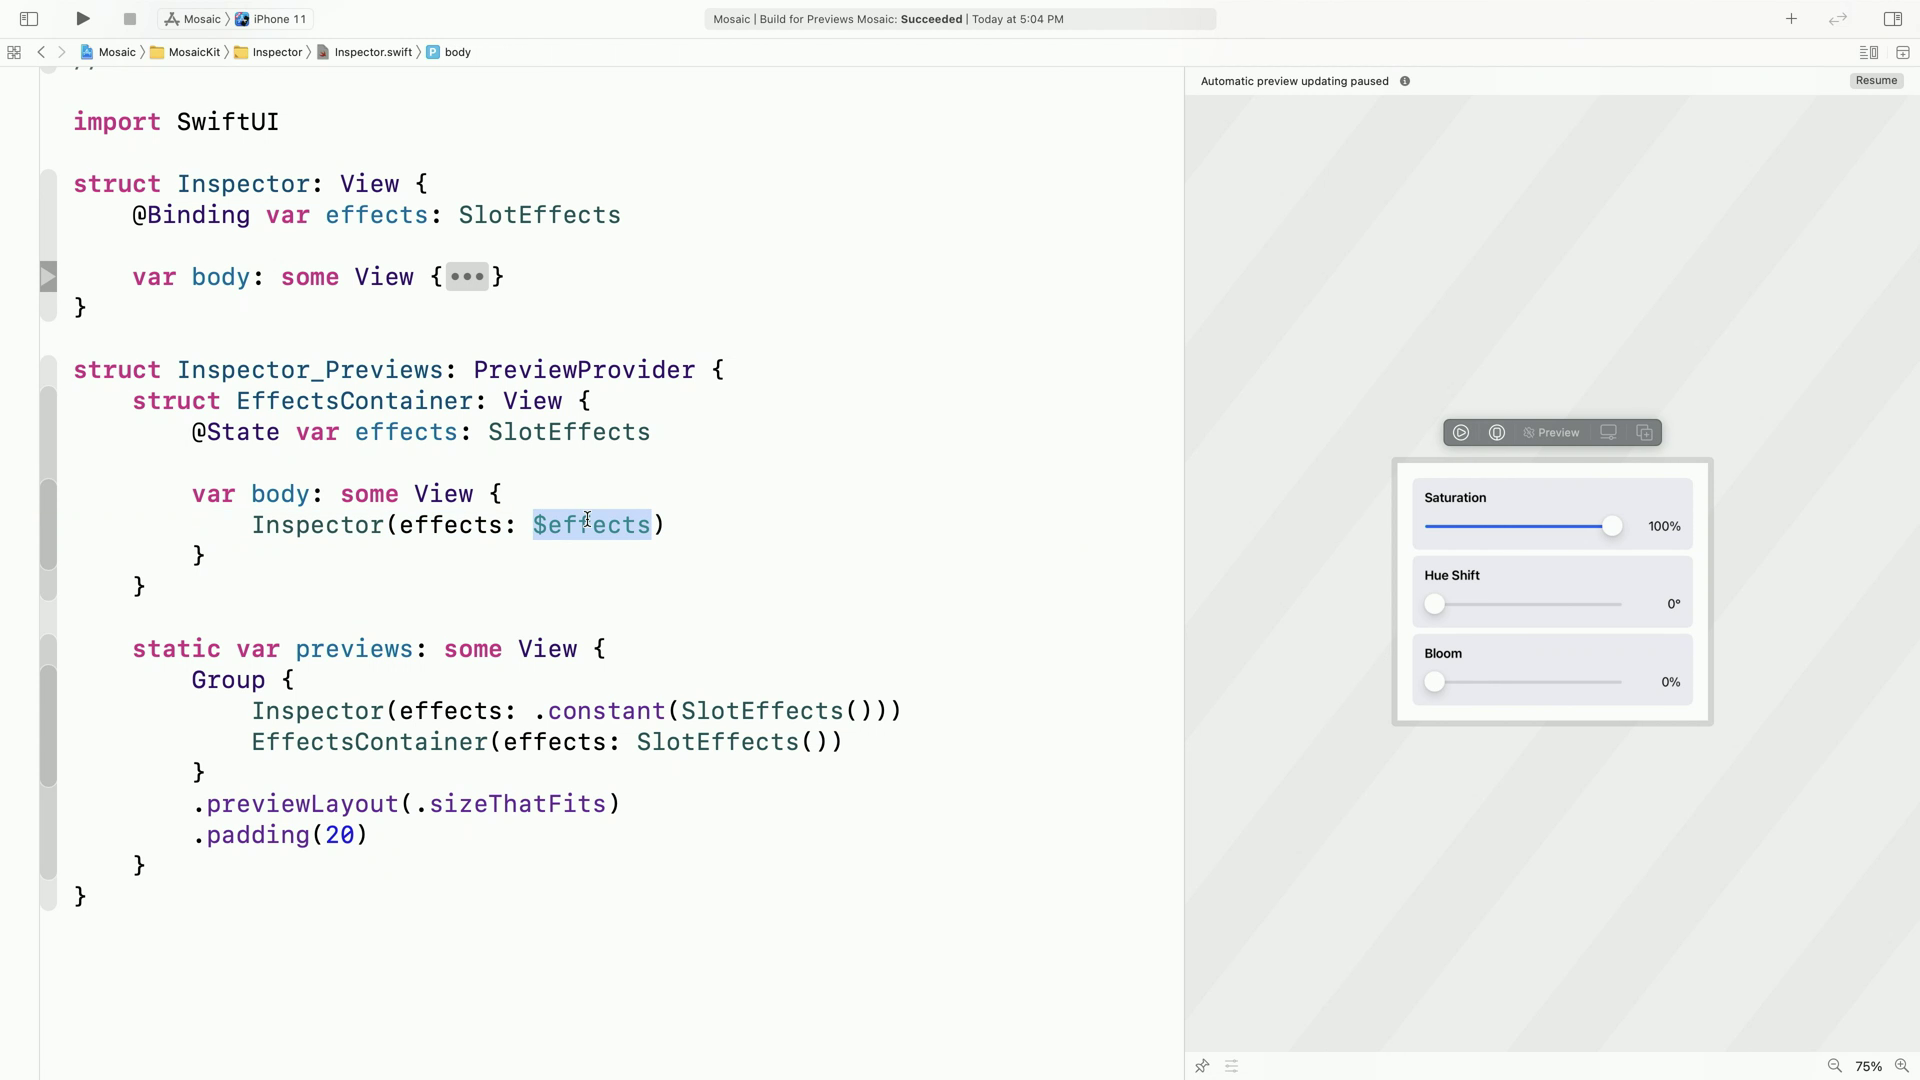 Mosaic iPhone 11
Mosaic | Build for Previews Mosaic: Succeeded | Today at 5:04 PM
Mosaic MosaicKit Inspector Inspector.swift P body
import SwiftUI
struct Inspector: View {
@Binding var effects: SlotEffects
var body: some View {•••}
}
struct Inspector_Previews: PreviewProvider {
struct EffectsContainer: View {
@State var effects: SlotEffects
var body: some View {
Inspector(effects: $effects)
}
}
static var previews: some View {
Group {
Inspector(effects: .constant(SlotEffects()))
EffectsContainer(effects: SlotEffects())
}
.previewLayout(.sizeThatFits)
.padding(20)
}
}
Automatic preview updating paused
Resume
Preview
Saturation
100%
Hue Shift
0°
Bloom
0%
75%